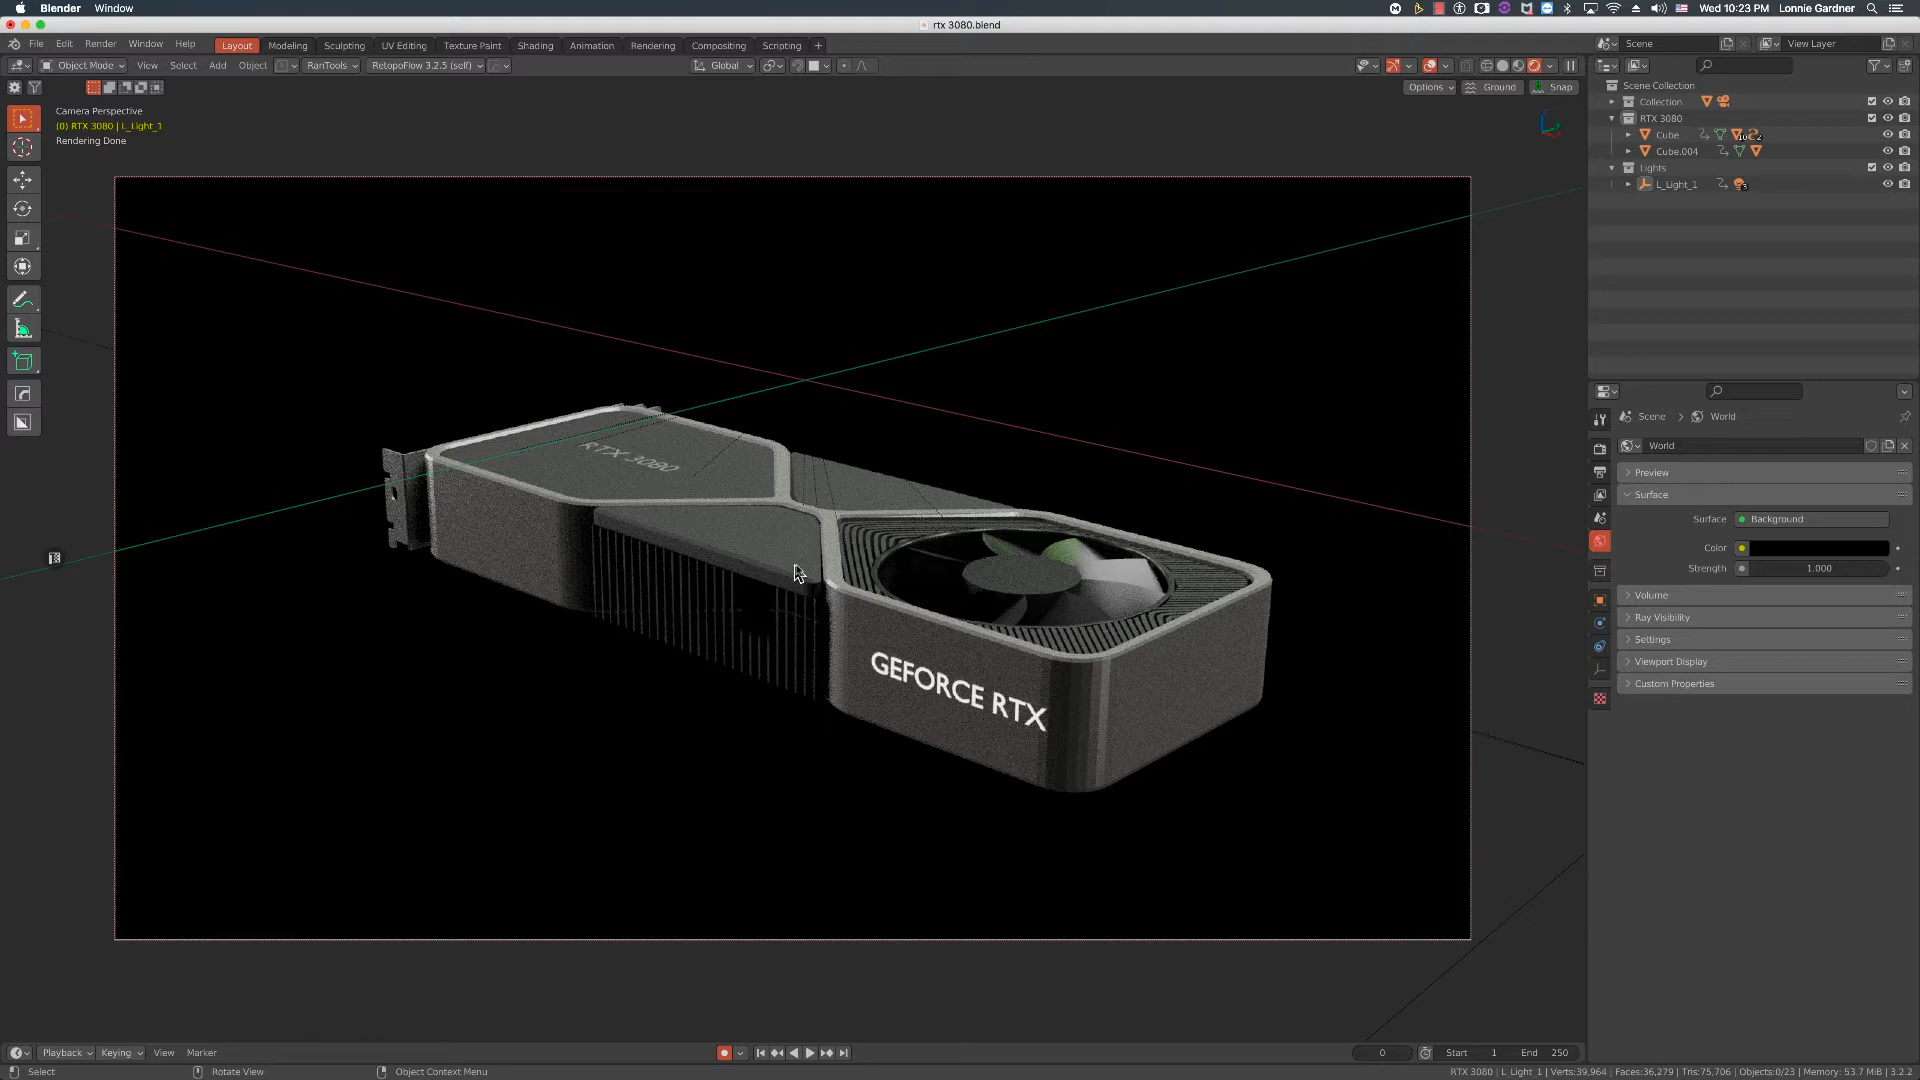 Blender Window
Wed 10:23 PM Lonnie Gardner
rtx 3080.blend
File Edit Render Window Help
Layout Modeling Sculpting UV Editing Texture Paint Shading Animation Rendering Compositing Scripting +
Scene
View Layer
Object Mode View Select Add Object RanTools RetopoFlow 3.2.5 (self)
Global
Options Ground Snap
Camera Perspective
(0) RTX 3080 | L_Light_1
Rendering Done
RTX 3080
GEFORCE RTX
Scene Collection
Collection
RTX 3080
Cube 10 2
Cube.004
Lights
L_Light_1 3
Scene > World
World
Preview
Surface
Surface Background
Color
Strength 1.000
Volume
Ray Visibility
Settings
Viewport Display
Custom Properties
Playback Keying View Marker
0 Start 1 End 250
Select Rotate View Object Context Menu
RTX 3080 | L_Light_1 | Verts:39,964 | Faces:36,279 | Tris:75,706 | Objects:0/23 | Memory: 53.7 MiB | 3.2.2